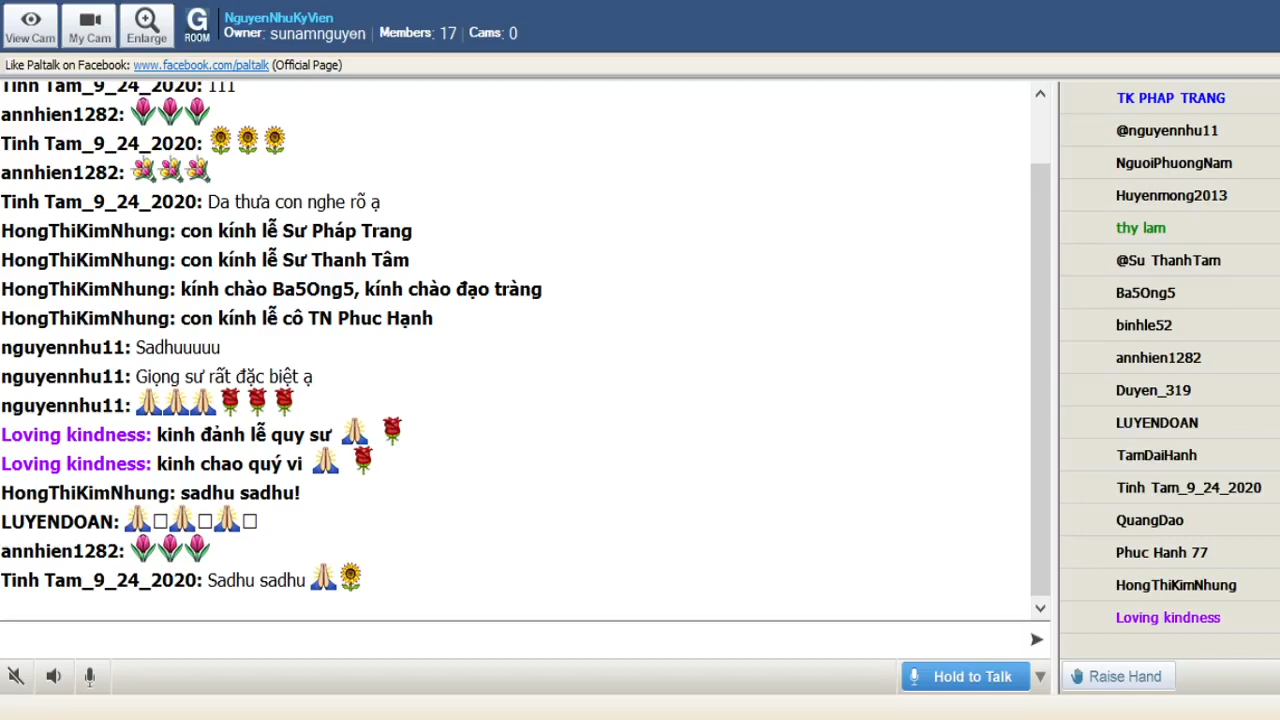 View Cam
My Cam
Enlarge
G
ROOM
NguyenNhuKyVien
Owner: sunamnguyen | Members: 17 | Cams: 0
Like Paltalk on Facebook: www.facebook.com/paltalk (Official Page)
Tinh Tam_9_24_2020: 111
annhien1282:
Tinh Tam_9_24_2020:
annhien1282:
Tinh Tam_9_24_2020: Da thưa con nghe rõ ạ
HongThiKimNhung: con kính lễ Sư Pháp Trang
HongThiKimNhung: con kính lễ Sư Thanh Tâm
HongThiKimNhung: kính chào Ba5Ong5, kính chào đạo tràng
HongThiKimNhung: con kính lễ cô TN Phuc Hạnh
nguyennhu11: Sadhuuuuu
nguyennhu11: Giọng sư rất đặc biệt ạ
nguyennhu11:
Loving kindness: kinh đảnh lễ quy sư
Loving kindness: kinh chao quý vi
HongThiKimNhung: sadhu sadhu!
LUYENDOAN:
annhien1282:
Tinh Tam_9_24_2020: Sadhu sadhu
Hold to Talk
TK PHAP TRANG
@nguyennhu11
NguoiPhuongNam
Huyenmong2013
thy lam
@Su ThanhTam
Ba5Ong5
binhle52
annhien1282
Duyen_319
LUYENDOAN
TamDaiHanh
Tinh Tam_9_24_2020
QuangDao
Phuc Hanh 77
HongThiKimNhung
Loving kindness
Raise Hand